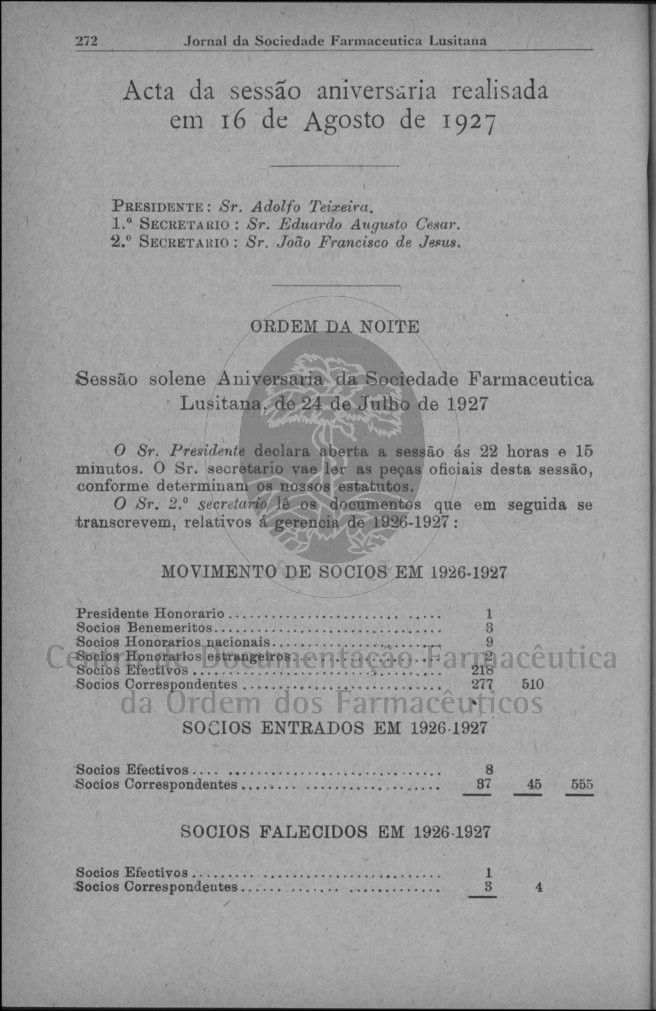 272 Jornal da Sociedade Farmaceutica Lusitana
Acta da sessão aniversaria realisada
em 16 de Agosto de 1927
PRESIDENTE: Sr. Adolfo Teixeira.
1.º SECRETARIO: Sr. Eduardo Augusto Cesar.
2.º SECRETARIO: Sr. João Francisco de Jesus.
ORDEM DA NOITE
Sessão solene Aniversaria da Sociedade Farmaceutica
Lusitana, de 24 de Julho de 1927
O Sr. Presidente declara aberta a sessão ás 22 horas e 15
minutos. O Sr. secretario vae ler as peças oficiais desta sessão,
conforme determinam os nossos estatutos.
O Sr. 2.º secretario lê os documentos que em seguida se
transcrevem, relativos á gerencia de 1926-1927:
MOVIMENTO DE SOCIOS EM 1926-1927
Presidente Honorario ........................... 1
Socios Benemeritos ........................... 3
Socios Honorarios nacionais ........................... 9
Socios Honorarios estrangeiros ...........................
Socios Efectivos ........................... 218
Socios Correspondentes ........................... 277 510
Centro de Documentação Farmacêutica
da Ordem dos Farmacêuticos
SOCIOS ENTRADOS EM 1926-1927
Socios Efectivos ........................... 8
Socios Correspondentes ........................... 37 45 555
SOCIOS FALECIDOS EM 1926-1927
Socios Efectivos ........................... 1
Socios Correspondentes ........................... 3 4